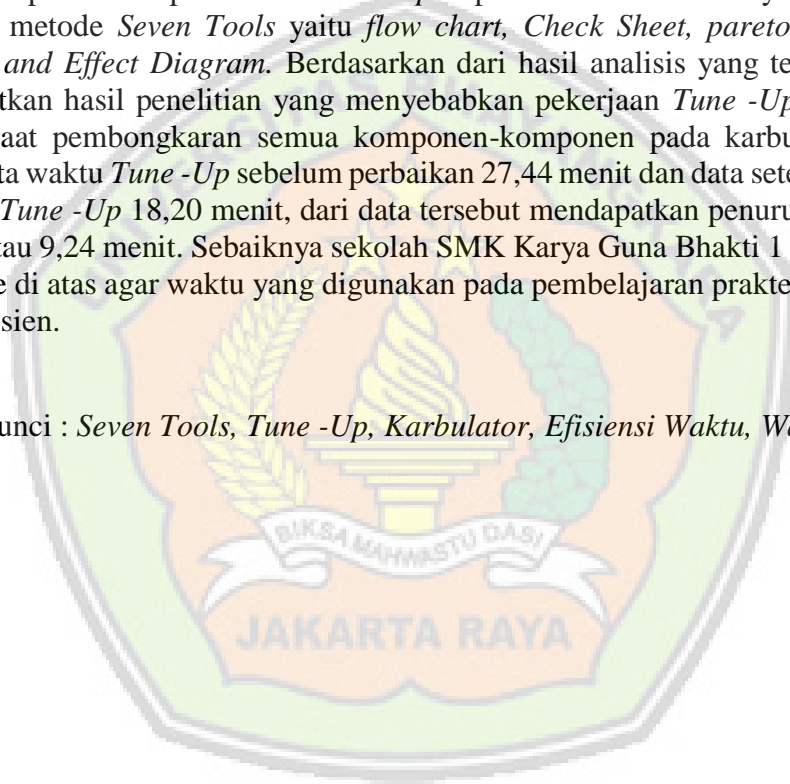 metode Seven Tools yaitu flow chart, Check Sheet, pareto
and Effect Diagram. Berdasarkan dari hasil analisis yang te
tkan hasil penelitian yang menyebabkan pekerjaan Tune -Up
aat pembongkaran semua komponen-komponen pada karbu
ta waktu Tune -Up sebelum perbaikan 27,44 menit dan data sete
Tune -Up 18,20 menit, dari data tersebut mendapatkan penuru
tau 9,24 menit. Sebaiknya sekolah SMK Karya Guna Bhakti 1
e di atas agar waktu yang digunakan pada pembelajaran prakte
sien.
unci : Seven Tools, Tune -Up, Karbulator, Efisiensi Waktu, Wa
UNIVERSITAS BHAYANGKARA
BIKSA MAHWASTU DASI
JAKARTA RAYA